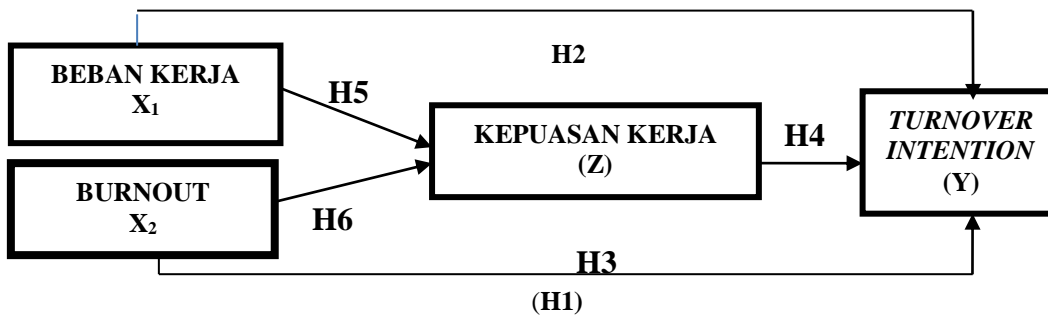 H2
BEBAN KERJA
X₁
H5
KEPUASAN KERJA
(Z)
H4
TURNOVER
INTENTION
(Y)
BURNOUT
X₂
H6
H3
(H1)